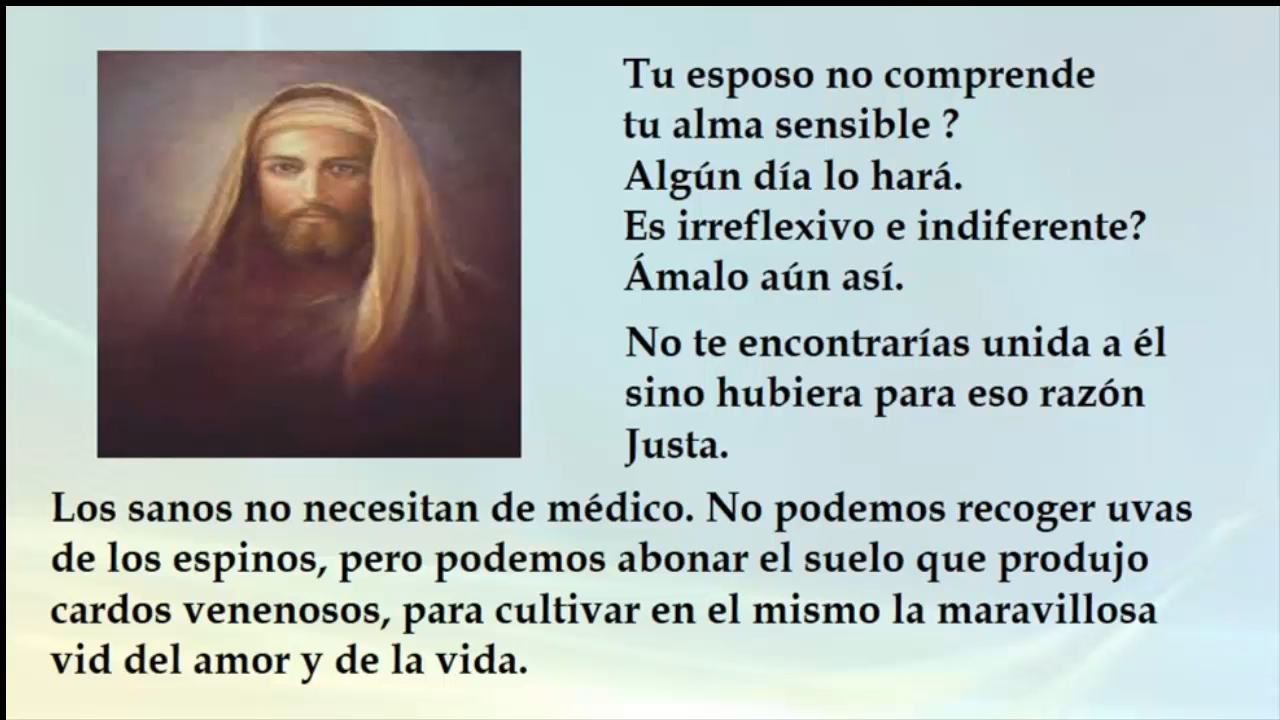 Tu esposo no comprende
tu alma sensible ?
Algún día lo hará.
Es irreflexivo e indiferente?
Ámalo aún así.
No te encontrarías unida a él
sino hubiera para eso razón
Justa.
Los sanos no necesitan de médico. No podemos recoger uvas
de los espinos, pero podemos abonar el suelo que produjo
cardos venenosos, para cultivar en el mismo la maravillosa
vid del amor y de la vida.